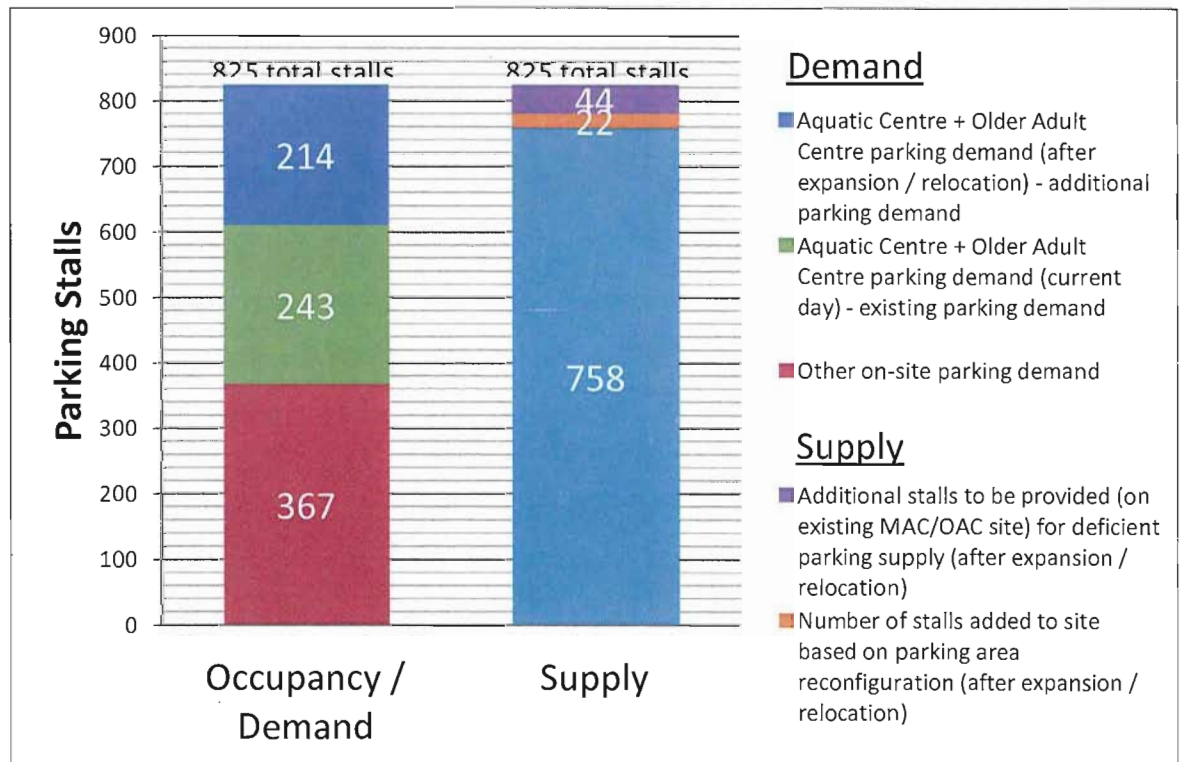 900
800
700
600
500
400
300
200
100
0
Parking Stalls
825 total stalls
825 total stalls
214
243
367
44
22
758
Occupancy /
Demand
Supply
Demand
Aquatic Centre + Older Adult
Centre parking demand (after
expansion / relocation) - additional
parking demand
Aquatic Centre + Older Adult
Centre parking demand (current
day) - existing parking demand
Other on-site parking demand
Supply
Additional stalls to be provided (on
existing MAC/OAC site) for deficient
parking supply (after expansion /
relocation)
Number of stalls added to site
based on parking area
reconfiguration (after expansion /
relocation)